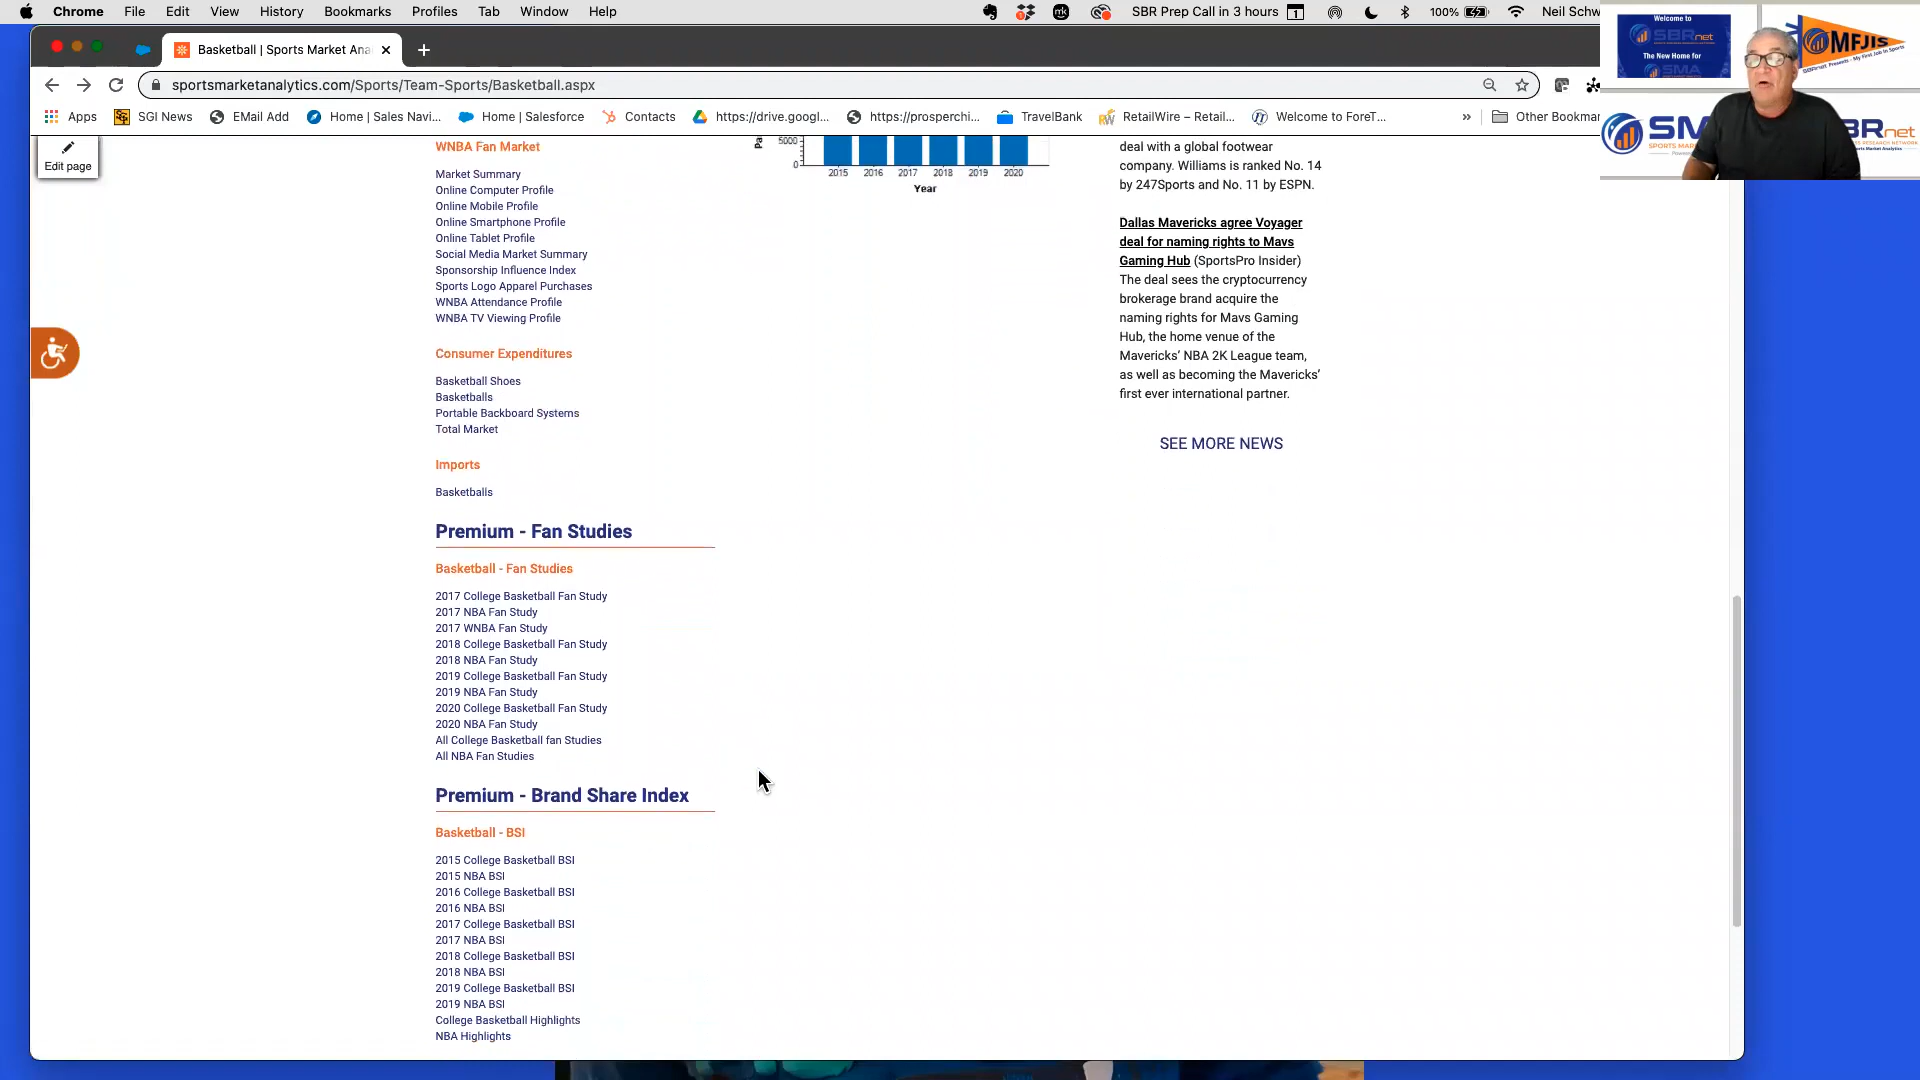 Chrome File Edit View History Bookmarks Profiles Tab Window Help
SBR Prep Call in 3 hours 1 100% Neil Schw
Basketball | Sports Market Ana
sportsmarketanalytics.com/Sports/Team-Sports/Basketball.aspx
Apps SGI News EMail Add Home | Sales Navi... Home | Salesforce Contacts https://drive.googl... https://prosperchi... TravelBank RetailWire – Retail... Welcome to ForeT... » Other Bookmar
Edit page
WNBA Fan Market
Market Summary
Online Computer Profile
Online Mobile Profile
Online Smartphone Profile
Online Tablet Profile
Social Media Market Summary
Sponsorship Influence Index
Sports Logo Apparel Purchases
WNBA Attendance Profile
WNBA TV Viewing Profile
Consumer Expenditures
Basketball Shoes
Basketballs
Portable Backboard Systems
Total Market
Imports
Basketballs
Premium - Fan Studies
Basketball - Fan Studies
2017 College Basketball Fan Study
2017 NBA Fan Study
2017 WNBA Fan Study
2018 College Basketball Fan Study
2018 NBA Fan Study
2019 College Basketball Fan Study
2019 NBA Fan Study
2020 College Basketball Fan Study
2020 NBA Fan Study
All College Basketball fan Studies
All NBA Fan Studies
Premium - Brand Share Index
Basketball - BSI
2015 College Basketball BSI
2015 NBA BSI
2016 College Basketball BSI
2016 NBA BSI
2017 College Basketball BSI
2017 NBA BSI
2018 College Basketball BSI
2018 NBA BSI
2019 College Basketball BSI
2019 NBA BSI
College Basketball Highlights
NBA Highlights
Pa
5000
0
2015 2016 2017 2018 2019 2020
Year
deal with a global footwear
company. Williams is ranked No. 14
by 247Sports and No. 11 by ESPN.
Dallas Mavericks agree Voyager
deal for naming rights to Mavs
Gaming Hub (SportsPro Insider)
The deal sees the cryptocurrency
brokerage brand acquire the
naming rights for Mavs Gaming
Hub, the home venue of the
Mavericks' NBA 2K League team,
as well as becoming the Mavericks'
first ever international partner.
SEE MORE NEWS
Welcome to
SBRnet
The New Home for
SMA
MFJIS
SBRnet Presents - My First Job In Sports
SM
BRnet